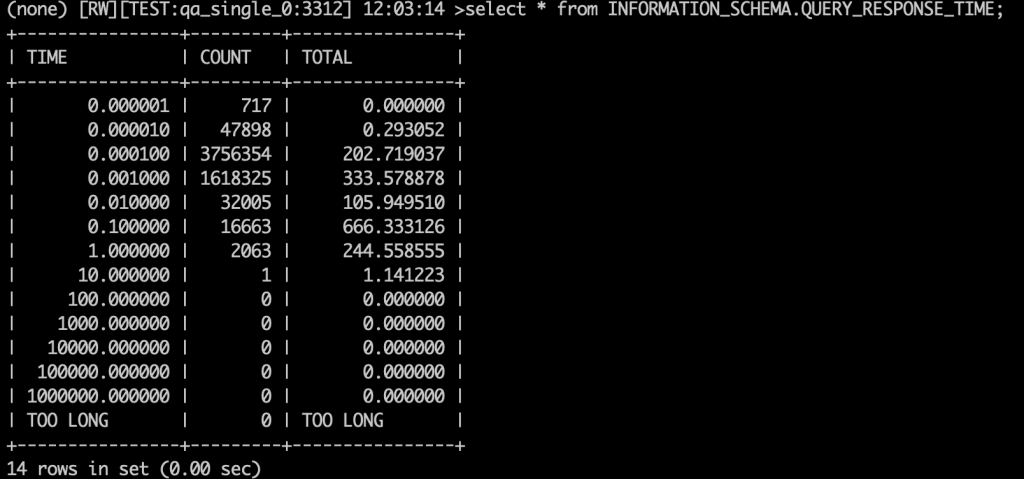 (none) [RW][TEST:qa_single_0:3312] 12:03:14 >select * from INFORMATION_SCHEMA.QUERY_RESPONSE_TIME;
+----------------+---------+----------------+
| TIME           | COUNT   | TOTAL          |
+----------------+---------+----------------+
|       0.000001 |     717 |       0.000000 |
|       0.000010 |   47898 |       0.293052 |
|       0.000100 | 3756354 |     202.719037 |
|       0.001000 | 1618325 |     333.578878 |
|       0.010000 |   32005 |     105.949510 |
|       0.100000 |   16663 |     666.333126 |
|       1.000000 |    2063 |     244.558555 |
|      10.000000 |       1 |       1.141223 |
|     100.000000 |       0 |       0.000000 |
|    1000.000000 |       0 |       0.000000 |
|   10000.000000 |       0 |       0.000000 |
|  100000.000000 |       0 |       0.000000 |
| 1000000.000000 |       0 |       0.000000 |
| TOO LONG       |       0 | TOO LONG       |
+----------------+---------+----------------+
14 rows in set (0.00 sec)